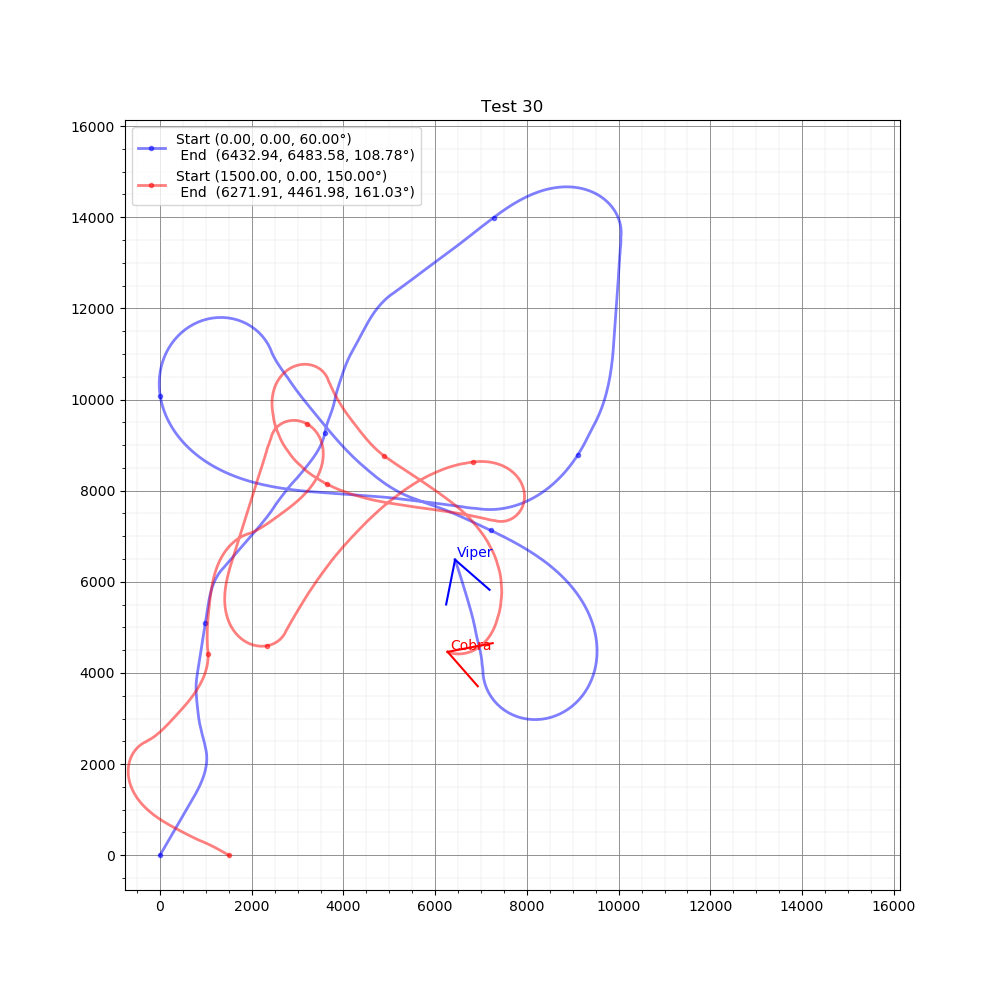 Test 30
Start (0.00, 0.00, 60.00°)
End (6432.94, 6483.58, 108.78°)
Start (1500.00, 0.00, 150.00°)
End (6271.91, 4461.98, 161.03°)
16000
14000
12000
10000
8000
6000
4000
2000
0
Viper
Cobra
0 2000 4000 6000 8000 10000 12000 14000 16000